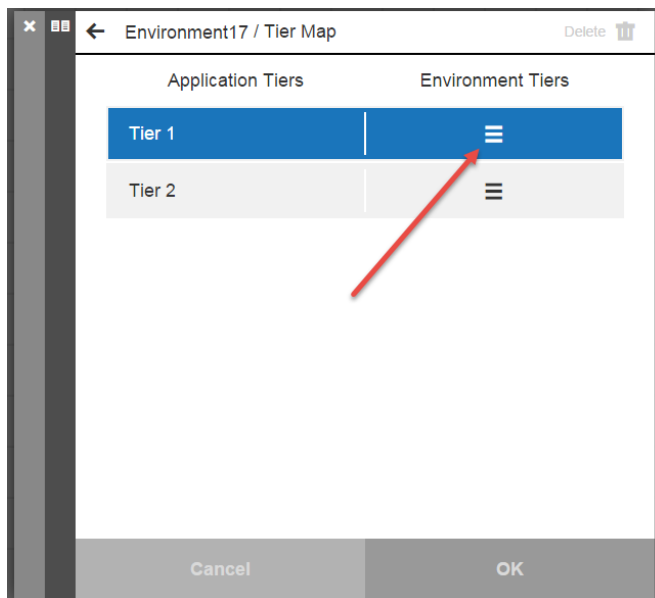 Environment17 / Tier Map Delete
Application Tiers Environment Tiers
Tier 1
Tier 2
Cancel OK